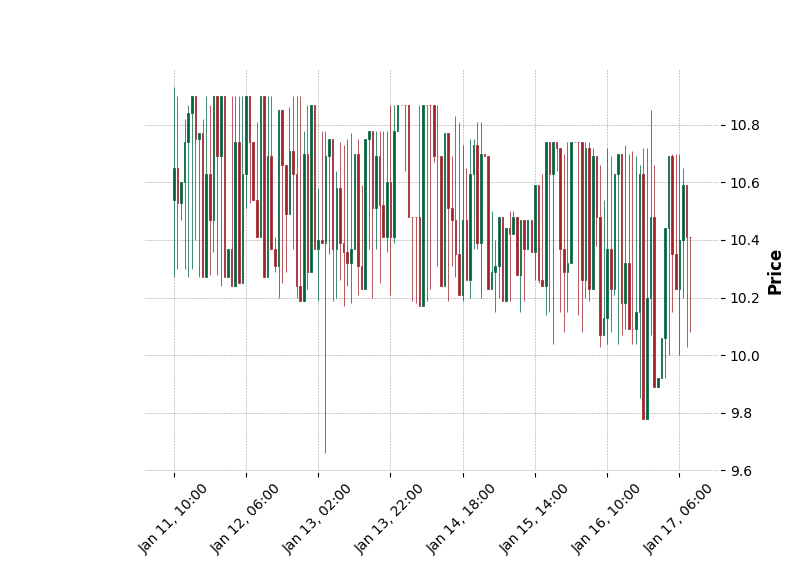 10.8
10.6
10.4
10.2
10.0
9.8
9.6
Price
Jan 11, 10:00
Jan 12, 06:00
Jan 13, 02:00
Jan 13, 22:00
Jan 14, 18:00
Jan 15, 14:00
Jan 16, 10:00
Jan 17, 06:00